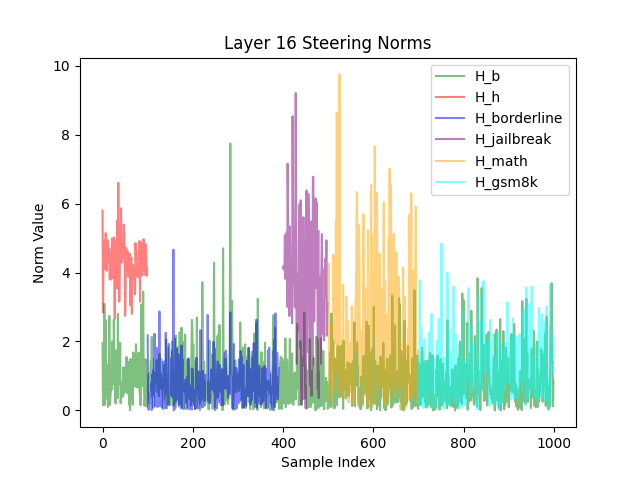 Layer 16 Steering Norms
10
8
6
4
2
0
Norm Value
H_b
H_h
H_borderline
H_jailbreak
H_math
H_gsm8k
0 200 400 600 800 1000
Sample Index